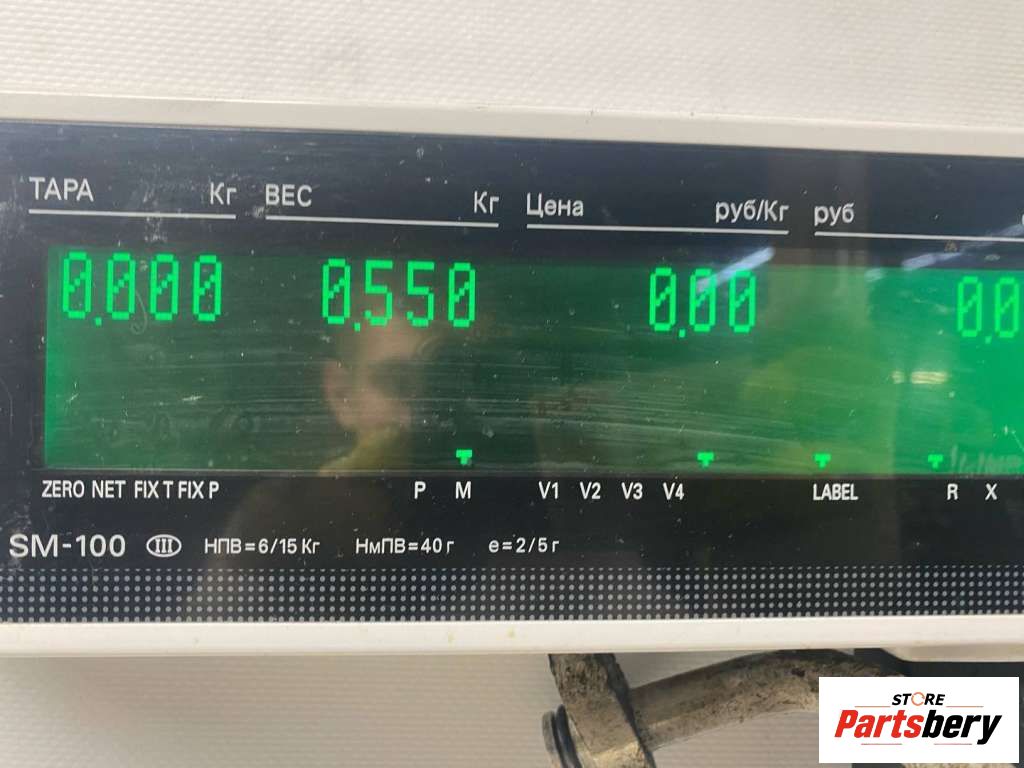 ТАРА Кг ВЕС Кг Цена руб/Кг руб
0.000 0.550 0.00 0.0
ZERO NET FIX T FIX P P M V1 V2 V3 V4 LABEL R X
SM-100 III НПВ=6/15 Кг НмПВ=40 г e=2/5 г
STORE
Partsbery